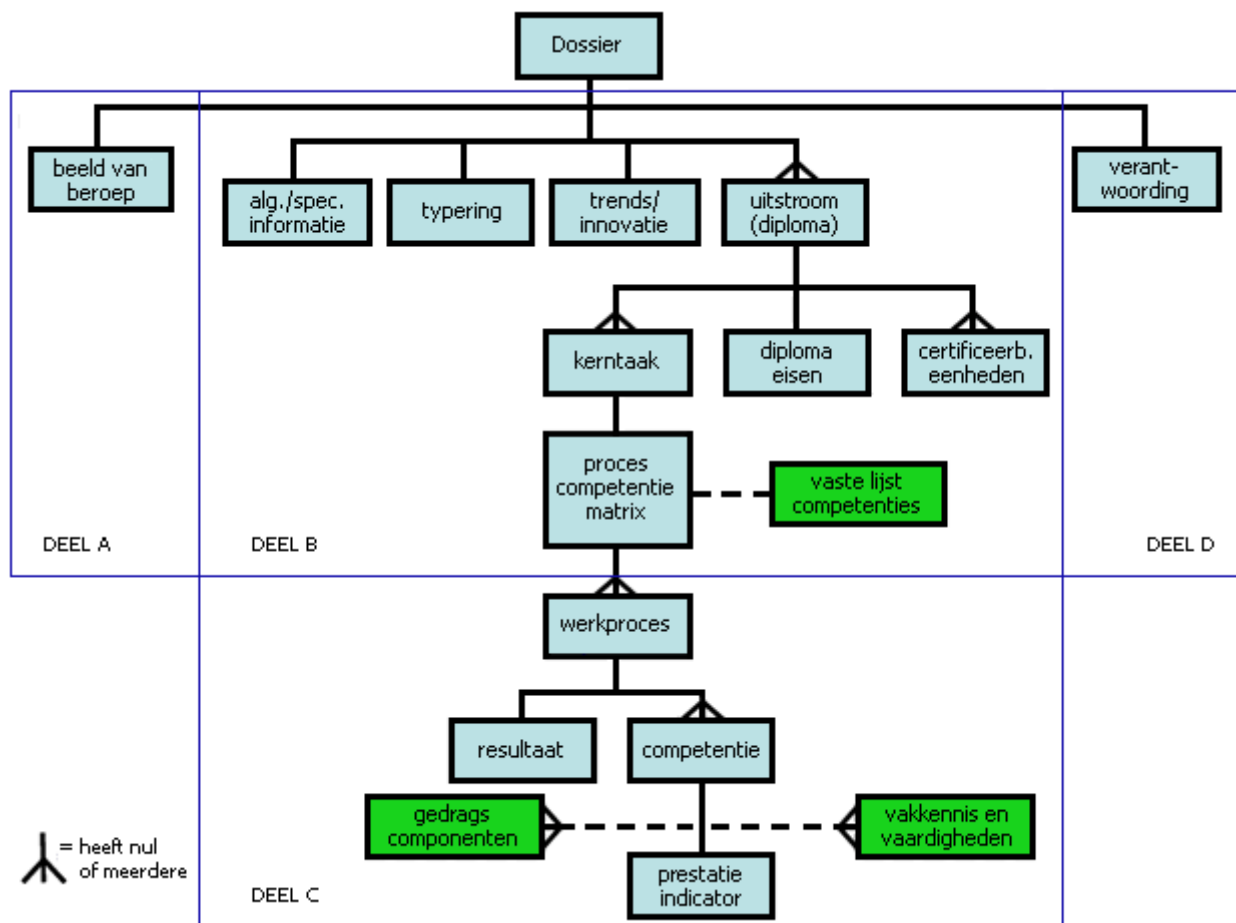 Dossier
beeld van
beroep
alg./spec.
informatie
typering
trends/
innovatie
uitstroom
(diploma)
verant-
woording
kerntaak
diploma
eisen
certificeerb.
eenheden
proces
competentie
matrix
vaste lijst
competenties
DEEL A
DEEL B
DEEL D
werkproces
resultaat
competentie
gedrags
componenten
vakkennis en
vaardigheden
prestatie
indicator
= heeft nul
of meerdere
DEEL C